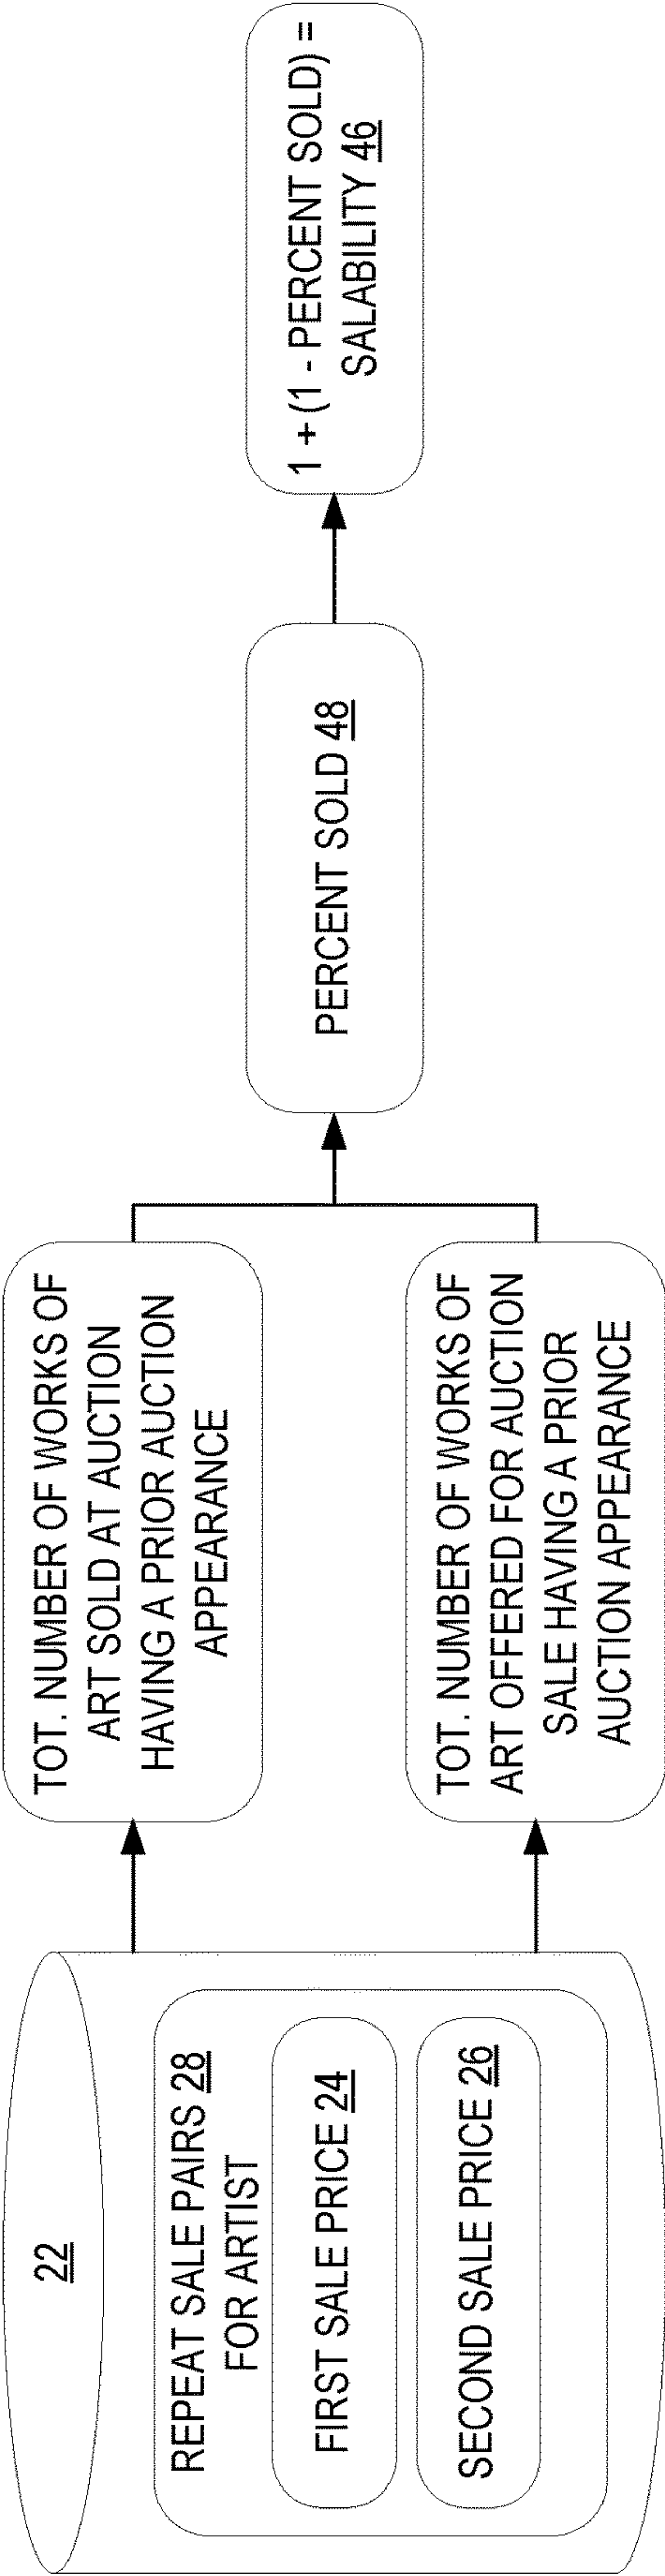 22
REPEAT SALE PAIRS 28
FOR ARTIST
FIRST SALE PRICE 24
SECOND SALE PRICE 26
TOT. NUMBER OF WORKS OF
ART SOLD AT AUCTION
HAVING A PRIOR AUCTION
APPEARANCE
TOT. NUMBER OF WORKS OF
ART OFFERED FOR AUCTION
SALE HAVING A PRIOR
AUCTION APPEARANCE
PERCENT SOLD 48
1 + (1 - PERCENT SOLD) =
SALABILITY 46